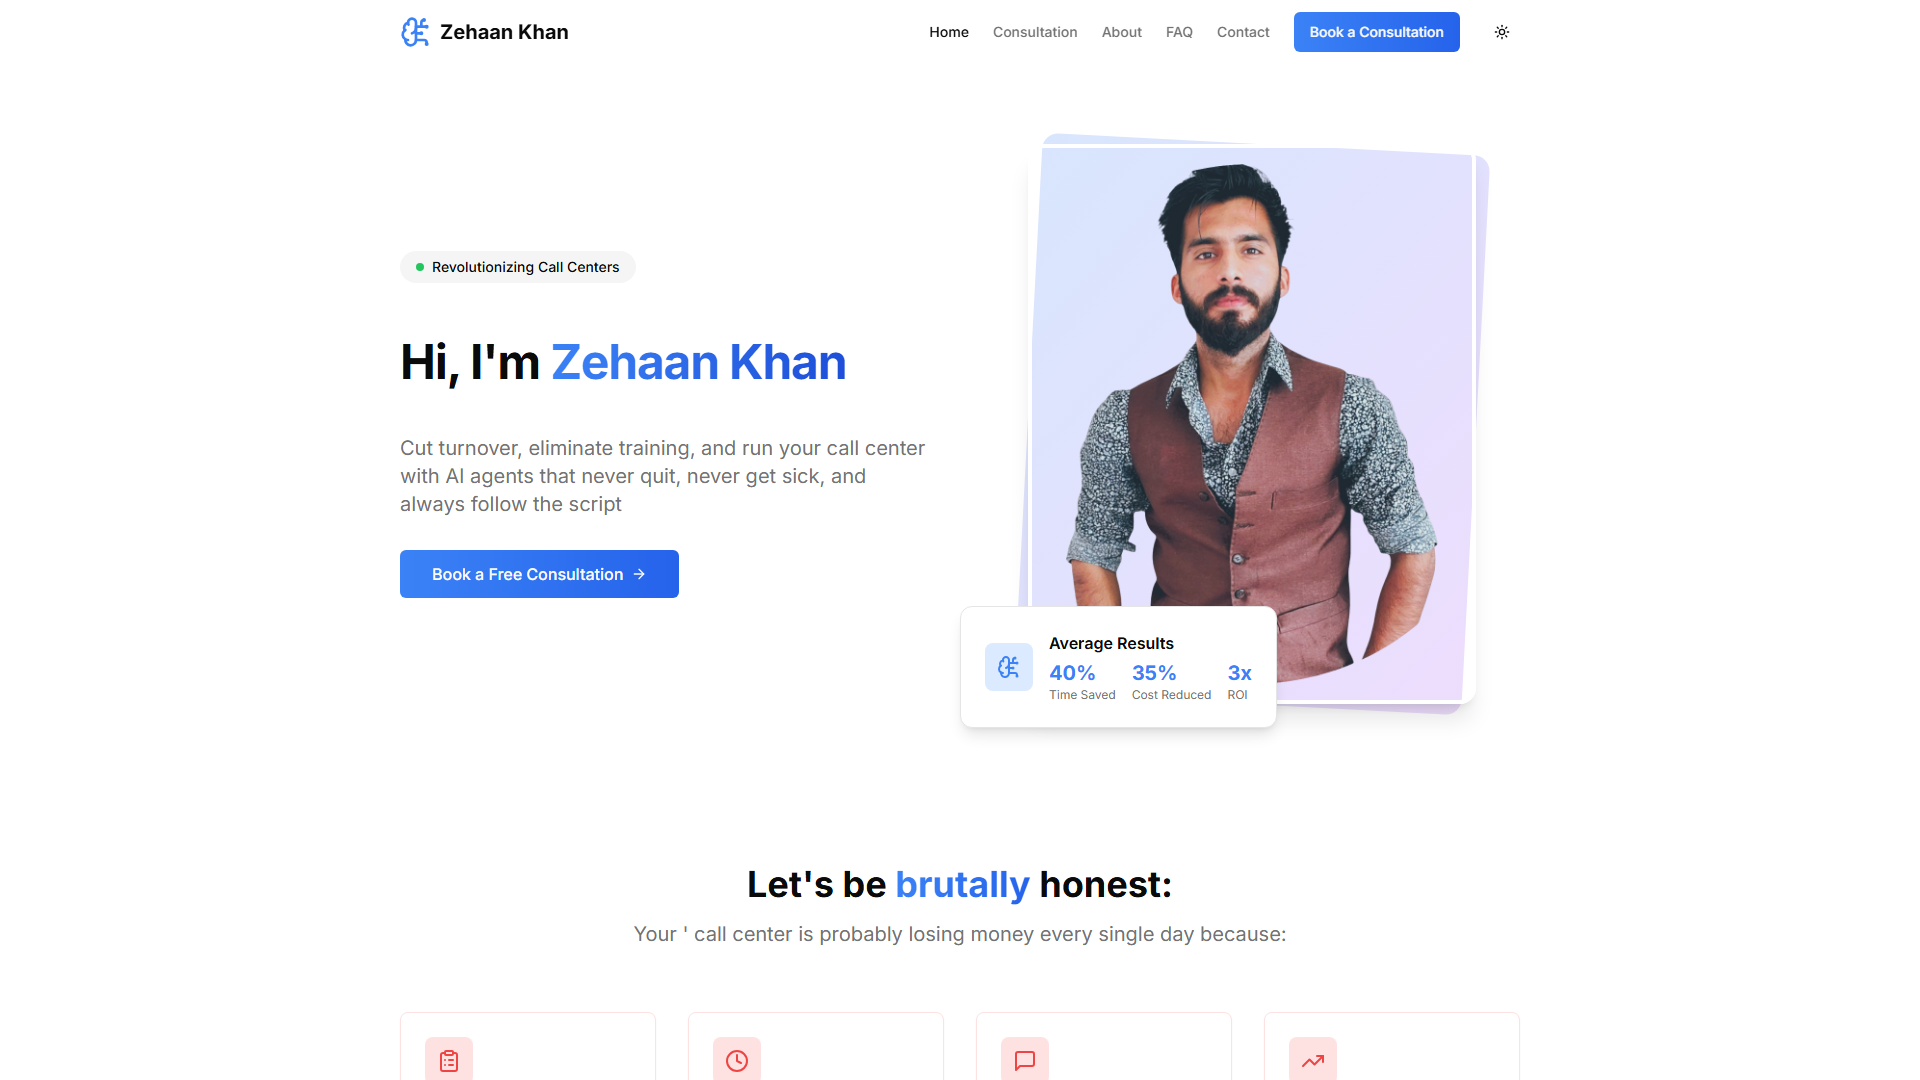 Zehaan Khan
Home Consultation About FAQ Contact Book a Consultation
Revolutionizing Call Centers
Hi, I'm Zehaan Khan
Cut turnover, eliminate training, and run your call center
with AI agents that never quit, never get sick, and
always follow the script
Book a Free Consultation →
Average Results
40% 35% 3x
Time Saved Cost Reduced ROI
Let's be brutally honest:
Your ' call center is probably losing money every single day because: